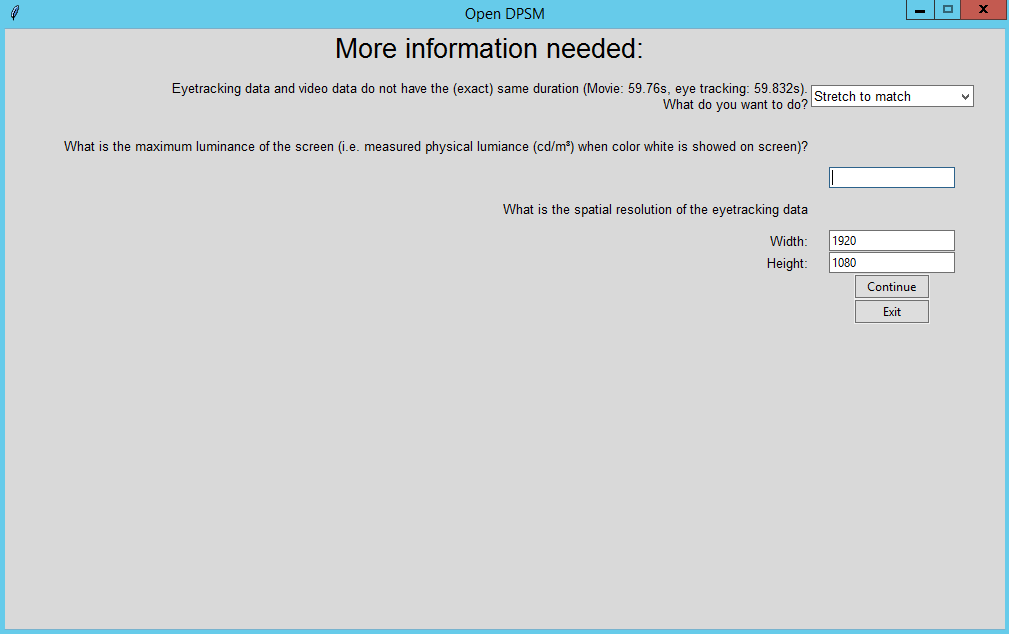 Open DPSM
More information needed:
Eyetracking data and video data do not have the (exact) same duration (Movie: 59.76s, eye tracking: 59.832s).
What do you want to do?
Stretch to match
What is the maximum luminance of the screen (i.e. measured physical lumiance (cd/m²) when color white is showed on screen)?
What is the spatial resolution of the eyetracking data
Width:
1920
Height:
1080
Continue
Exit